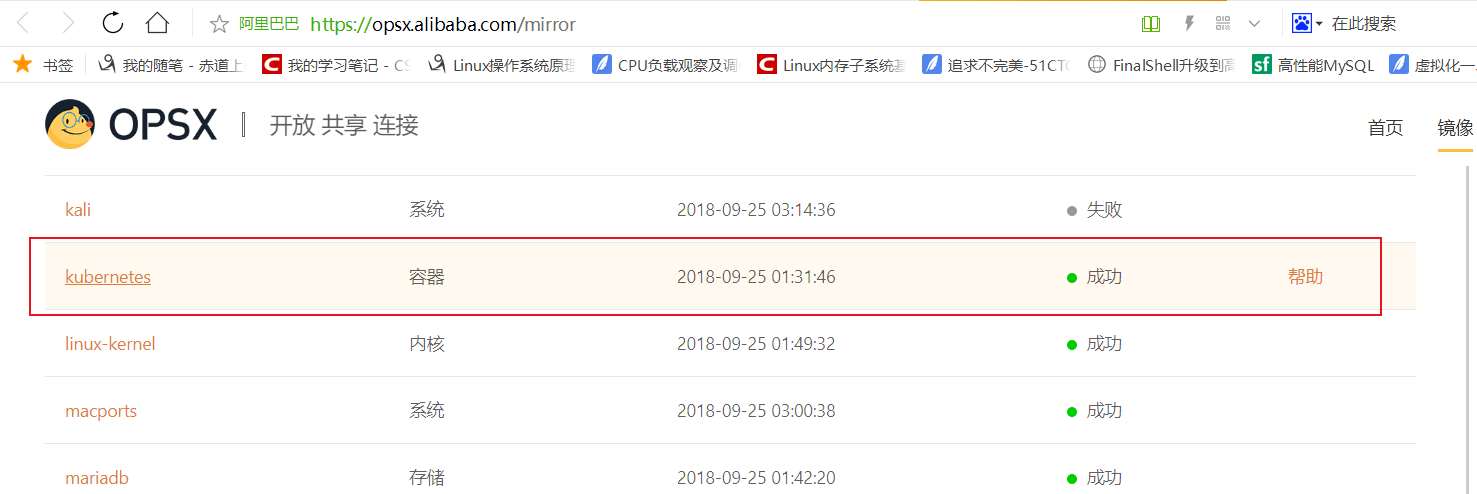 阿里巴巴 https://opsx.alibaba.com/mirror 在此搜索
书签 我的随笔 - 赤道上 我的学习笔记 - CS Linux操作系统原理 CPU负载观察及调 Linux内存子系统基 追求不完美-51CTO FinalShell升级到高 高性能MySQL 虚拟化一
OPSX 开放 共享 连接 首页 镜像
kali 系统 2018-09-25 03:14:36 失败
kubernetes 容器 2018-09-25 01:31:46 成功 帮助
linux-kernel 内核 2018-09-25 01:49:32 成功
macports 系统 2018-09-25 03:00:38 成功
mariadb 存储 2018-09-25 01:42:20 成功